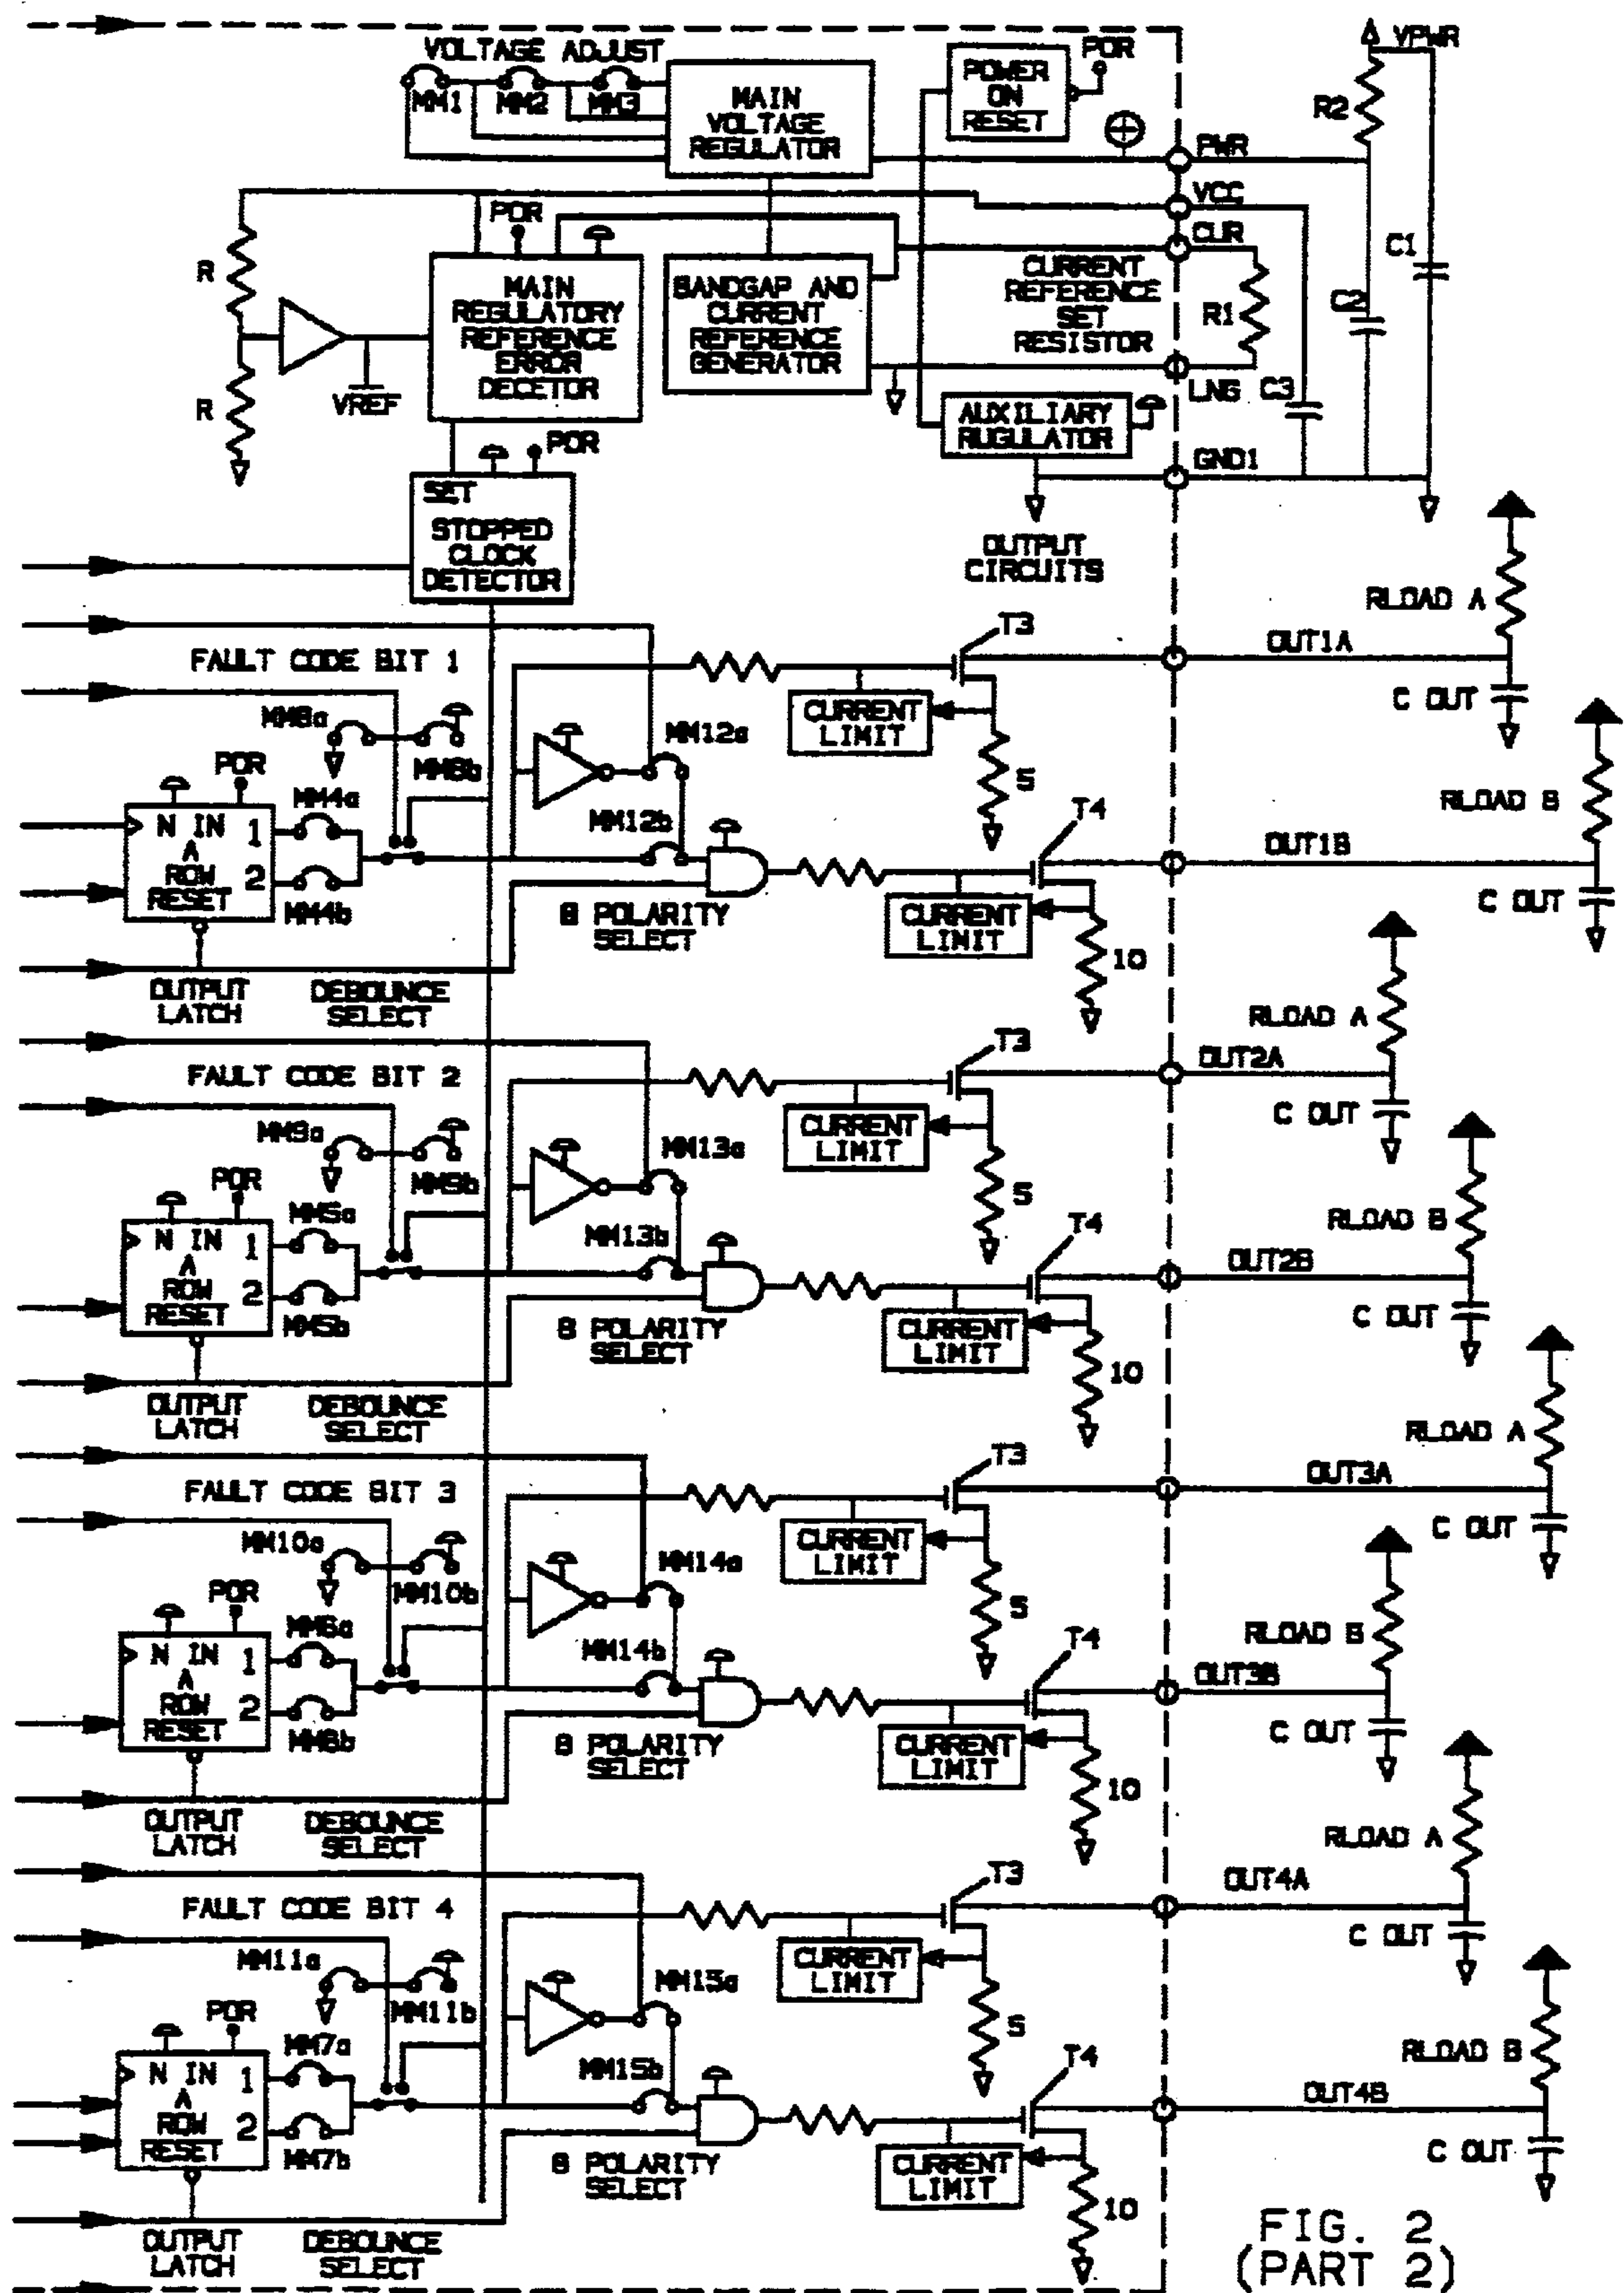 VOLTAGE ADJUST
MM1
MM2
MM3
MAIN
VOLTAGE
REGULATOR
POWER
ON
RESET
POR
VPWR
R2
PWR
VCC
CUR
C1
C2
R
R
POR
MAIN
REGULATORY
REFERENCE
ERROR
DECETOR
VREF
BANDGAP AND
CURRENT
REFERENCE
GENERATOR
CURRENT
REFERENCE
SET
RESISTOR
R1
LNG
C3
AUXILIARY
RUGULATOR
GND1
POR
SET
STOPPED
CLOCK
DETECTOR
OUTPUT
CIRCUITS
FAULT CODE BIT 1
MM8a
MM8b
POR
MM4a
MM4b
N IN
A
ROW
RESET
1
2
OUTPUT
LATCH
DEBOUNCE
SELECT
MM12a
MM12b
B POLARITY
SELECT
CURRENT
LIMIT
T3
5
T4
CURRENT
LIMIT
10
OUT1A
RLOAD A
C OUT
OUT1B
RLOAD B
C OUT
FAULT CODE BIT 2
MM9a
MM9b
POR
MM5a
MM5b
N IN
A
ROW
RESET
1
2
OUTPUT
LATCH
DEBOUNCE
SELECT
MM13a
MM13b
B POLARITY
SELECT
CURRENT
LIMIT
T3
5
T4
CURRENT
LIMIT
10
OUT2A
RLOAD A
C OUT
OUT2B
RLOAD B
C OUT
FAULT CODE BIT 3
MM10a
MM10b
POR
MM6a
MM6b
N IN
A
ROW
RESET
1
2
OUTPUT
LATCH
DEBOUNCE
SELECT
MM14a
MM14b
B POLARITY
SELECT
CURRENT
LIMIT
T3
5
T4
CURRENT
LIMIT
10
OUT3A
RLOAD A
C OUT
OUT3B
RLOAD B
C OUT
FAULT CODE BIT 4
MM11a
MM11b
POR
MM7a
MM7b
N IN
A
ROW
RESET
1
2
OUTPUT
LATCH
DEBOUNCE
SELECT
MM15a
MM15b
B POLARITY
SELECT
CURRENT
LIMIT
T3
5
T4
CURRENT
LIMIT
10
OUT4A
RLOAD A
C OUT
OUT4B
RLOAD B
C OUT
FIG. 2
(PART 2)